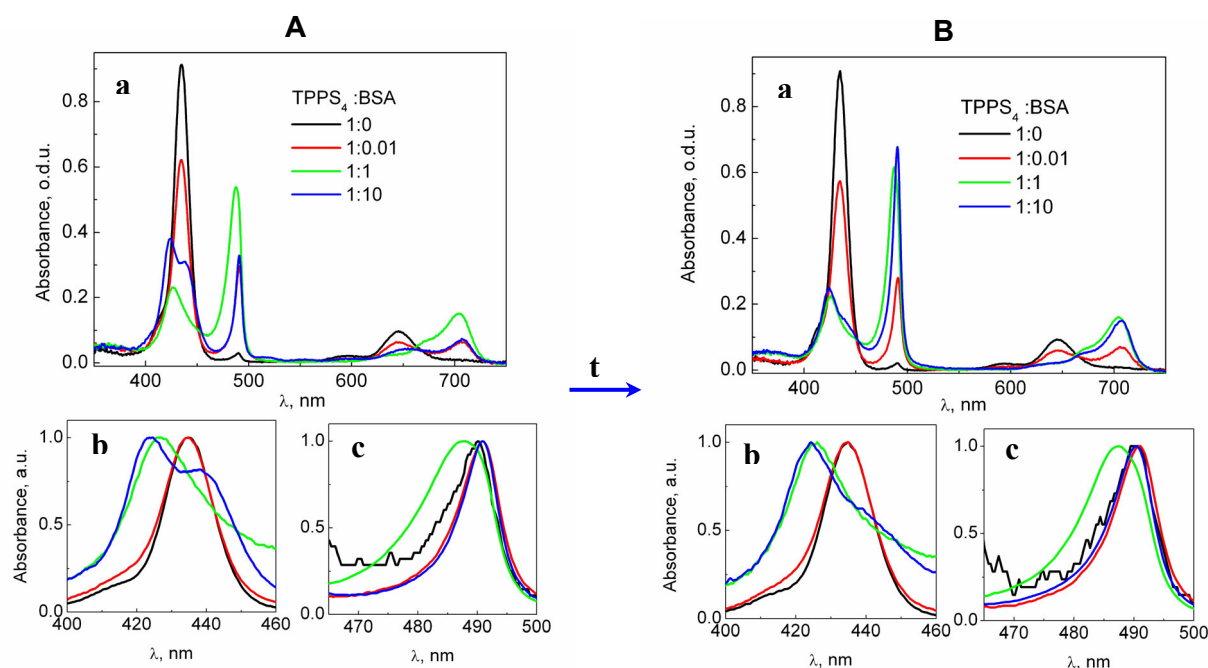 A
a
TPPS4 :BSA
1:0
1:0.01
1:1
1:10
Absorbance, o.d.u.
0.8
0.6
0.4
0.2
0.0
400 500 600 700
λ, nm
b
Absorbance, a.u.
1.0
0.5
0.0
400 420 440 460
λ, nm
c
1.0
0.5
0.0
470 480 490 500
λ, nm
t
B
a
TPPS4 :BSA
1:0
1:0.01
1:1
1:10
Absorbance, o.d.u.
0.8
0.6
0.4
0.2
0.0
400 500 600 700
λ, nm
b
Absorbance, a.u.
1.0
0.5
0.0
400 420 440 460
λ, nm
c
1.0
0.5
0.0
470 480 490 500
λ, nm